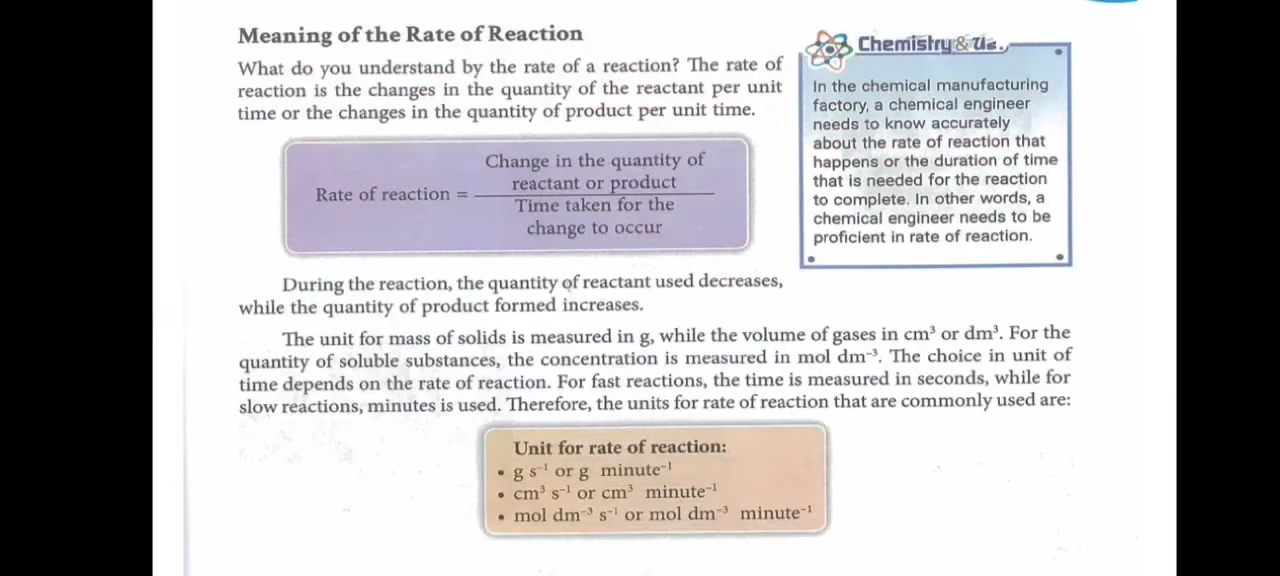 Meaning of the Rate of Reaction
What do you understand by the rate of a reaction? The rate of
reaction is the changes in the quantity of the reactant per unit
time or the changes in the quantity of product per unit time.
Rate of reaction =
Change in the quantity of
reactant or product
Time taken for the
change to occur
During the reaction, the quantity of reactant used decreases,
while the quantity of product formed increases.
Chemistry & Us
In the chemical manufacturing
factory, a chemical engineer
needs to know accurately
about the rate of reaction that
happens or the duration of time
that is needed for the reaction
to complete. In other words, a
chemical engineer needs to be
proficient in rate of reaction.
The unit for mass of solids is measured in g, while the volume of gases in cm³ or dm³. For the
quantity of soluble substances, the concentration is measured in mol dm⁻³. The choice in unit of
time depends on the rate of reaction. For fast reactions, the time is measured in seconds, while for
slow reactions, minutes is used. Therefore, the units for rate of reaction that are commonly used are:
Unit for rate of reaction:
• g s⁻¹ or g minute⁻¹
• cm³ s⁻¹ or cm³ minute⁻¹
• mol dm⁻³ s⁻¹ or mol dm⁻³ minute⁻¹